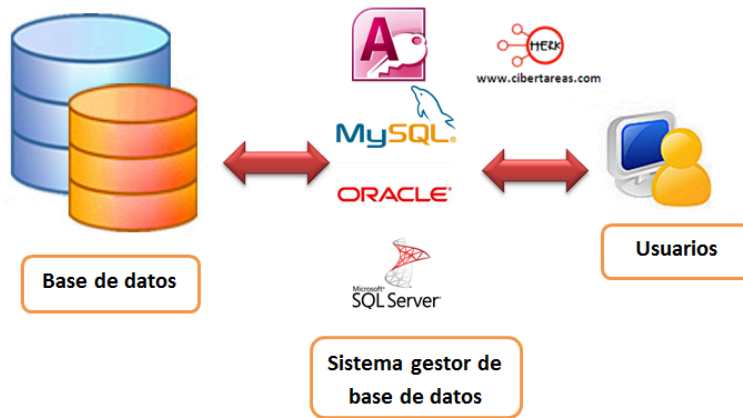 A
HERK
www.cibertareas.com
MySQL®
ORACLE®
Microsoft®
SQL Server®
Base de datos
Usuarios
Sistema gestor de
base de datos